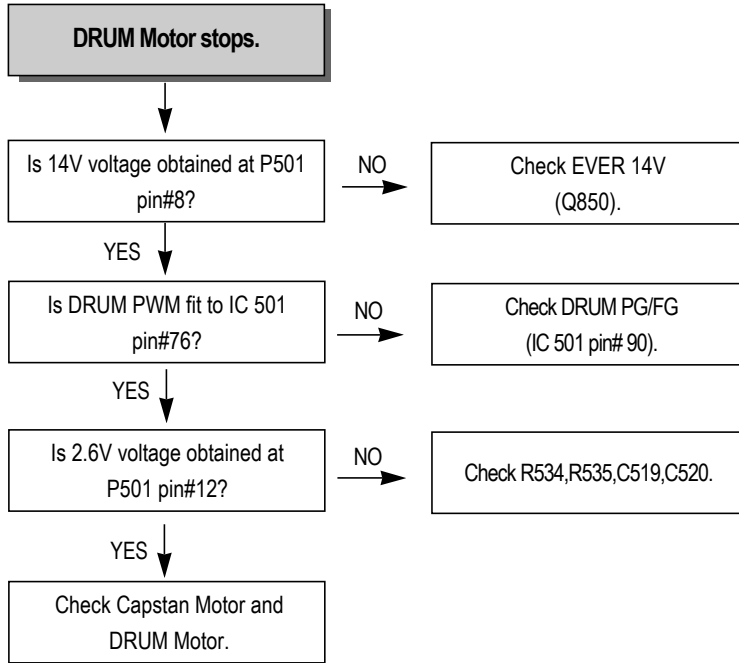 DRUM Motor stops.
Is 14V voltage obtained at P501
pin#8?
NO
Check EVER 14V
(Q850).
YES
Is DRUM PWM fit to IC 501
pin#76?
NO
Check DRUM PG/FG
(IC 501 pin# 90).
YES
Is 2.6V voltage obtained at
P501 pin#12?
NO
Check R534,R535,C519,C520.
YES
Check Capstan Motor and
DRUM Motor.